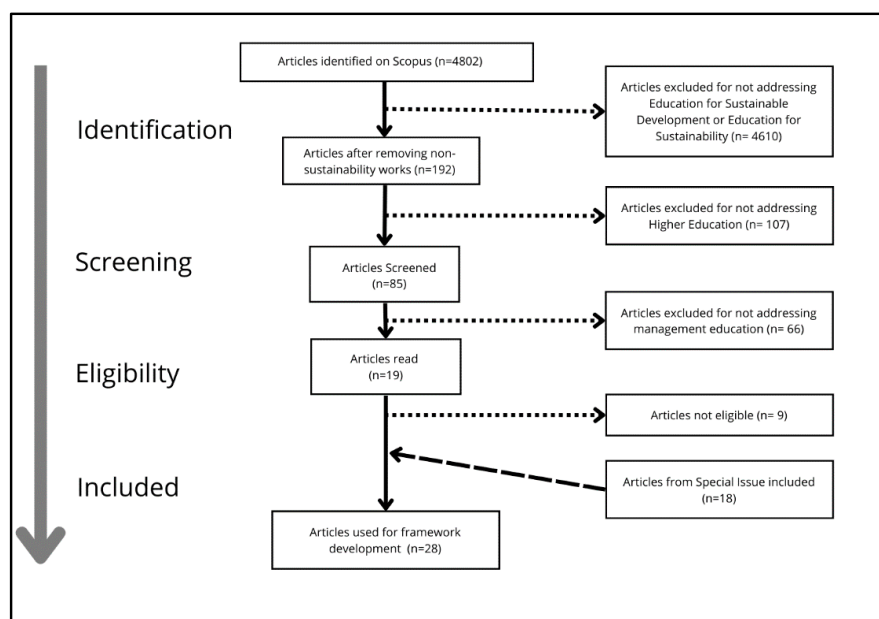 Articles identified on Scopus (n=4802)
Articles excluded for not addressing
Education for Sustainable
Development or Education for
Sustainability (n= 4610)
Identification
Articles after removing non-
sustainability works (n=192)
Articles excluded for not addressing
Higher Education (n= 107)
Screening
Articles Screened
(n=85)
Articles excluded for not addressing
management education (n= 66)
Eligibility
Articles read
(n=19)
Articles not eligible (n= 9)
Included
Articles from Special Issue included
(n=18)
Articles used for framework
development (n=28)